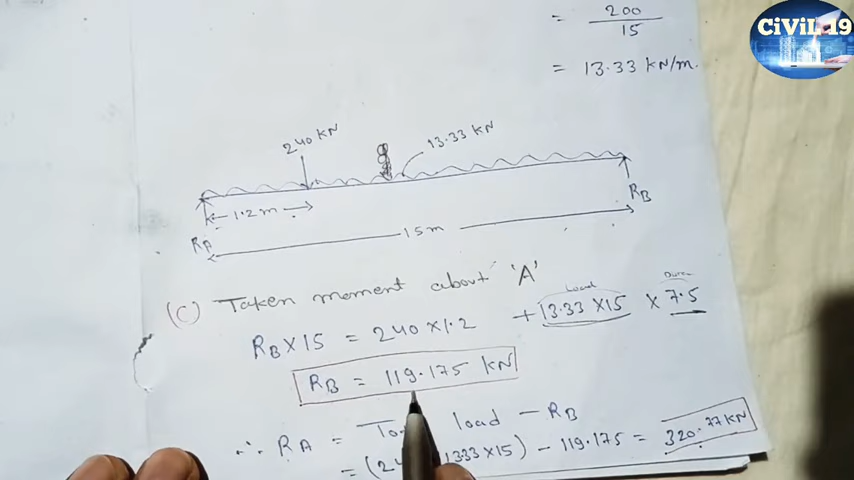 CiViL 19
= 200
15
= 13.33 KN/m.
240 KN
13.33 KN
1.2 m
RA
RB
15m
(C) Taken moment about 'A'
Load
RB X 15 = 240 X 1.2 + 13.33 X 15 X 7.5
RB = 119.175 KN
∴ RA = load - RB
= (2 1333 X 15) - 119.175 = 320.77 KN